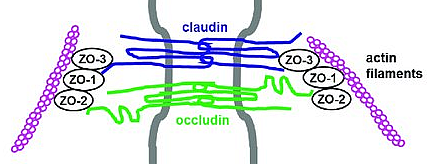 claudin
ZO-3
ZO-1
ZO-2
ZO-3
ZO-1
ZO-2
actin
filaments
occludin